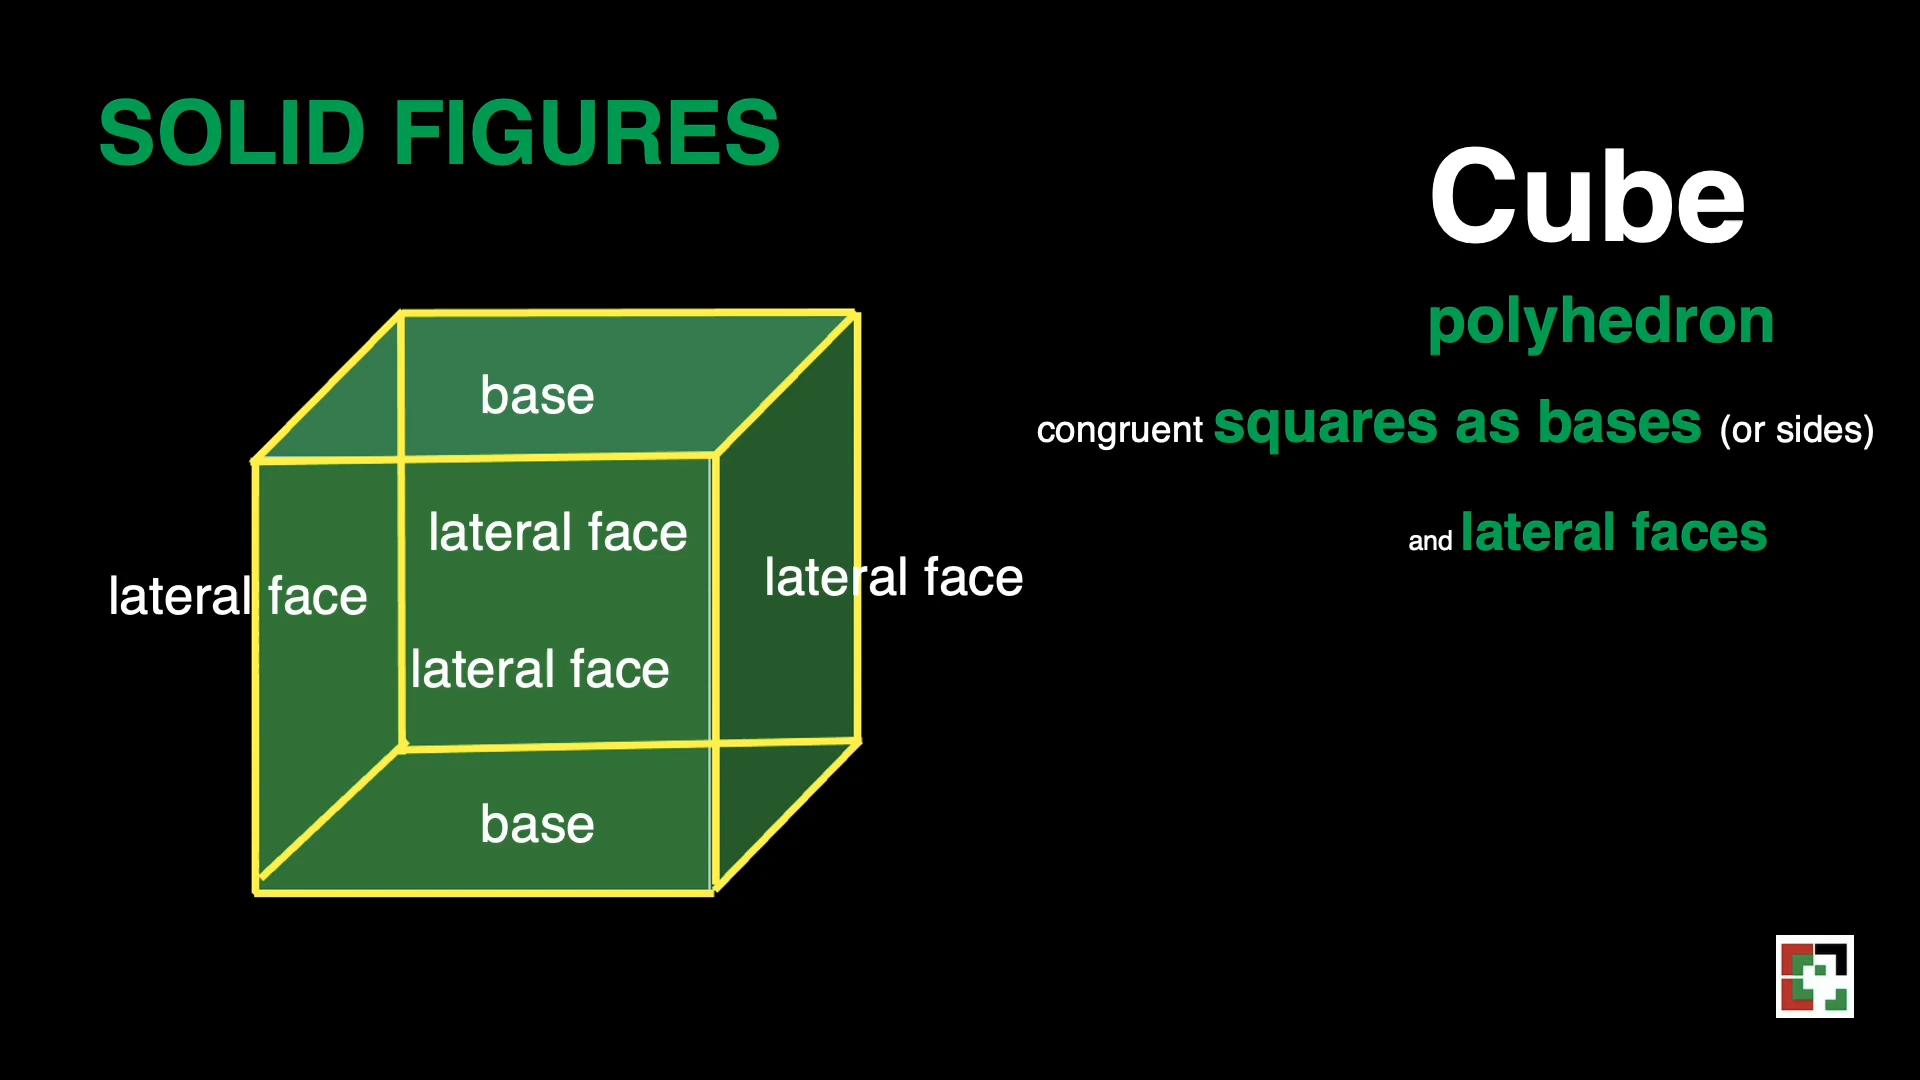 SOLID FIGURES
Cube
polyhedron
congruent squares as bases (or sides)
and lateral faces
base
lateral face
lateral face
lateral face
lateral face
base